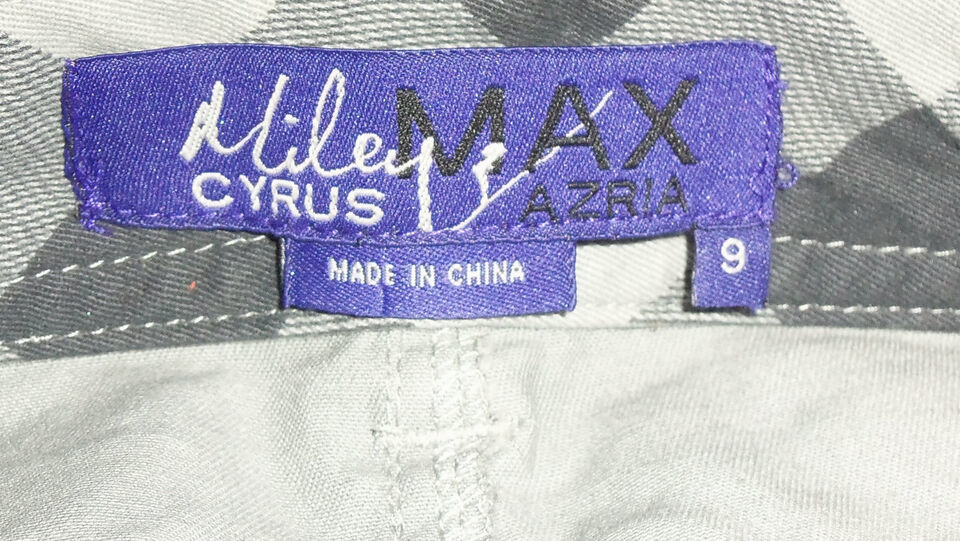 Miley MAX
CYRUS AZRIA
MADE IN CHINA
9